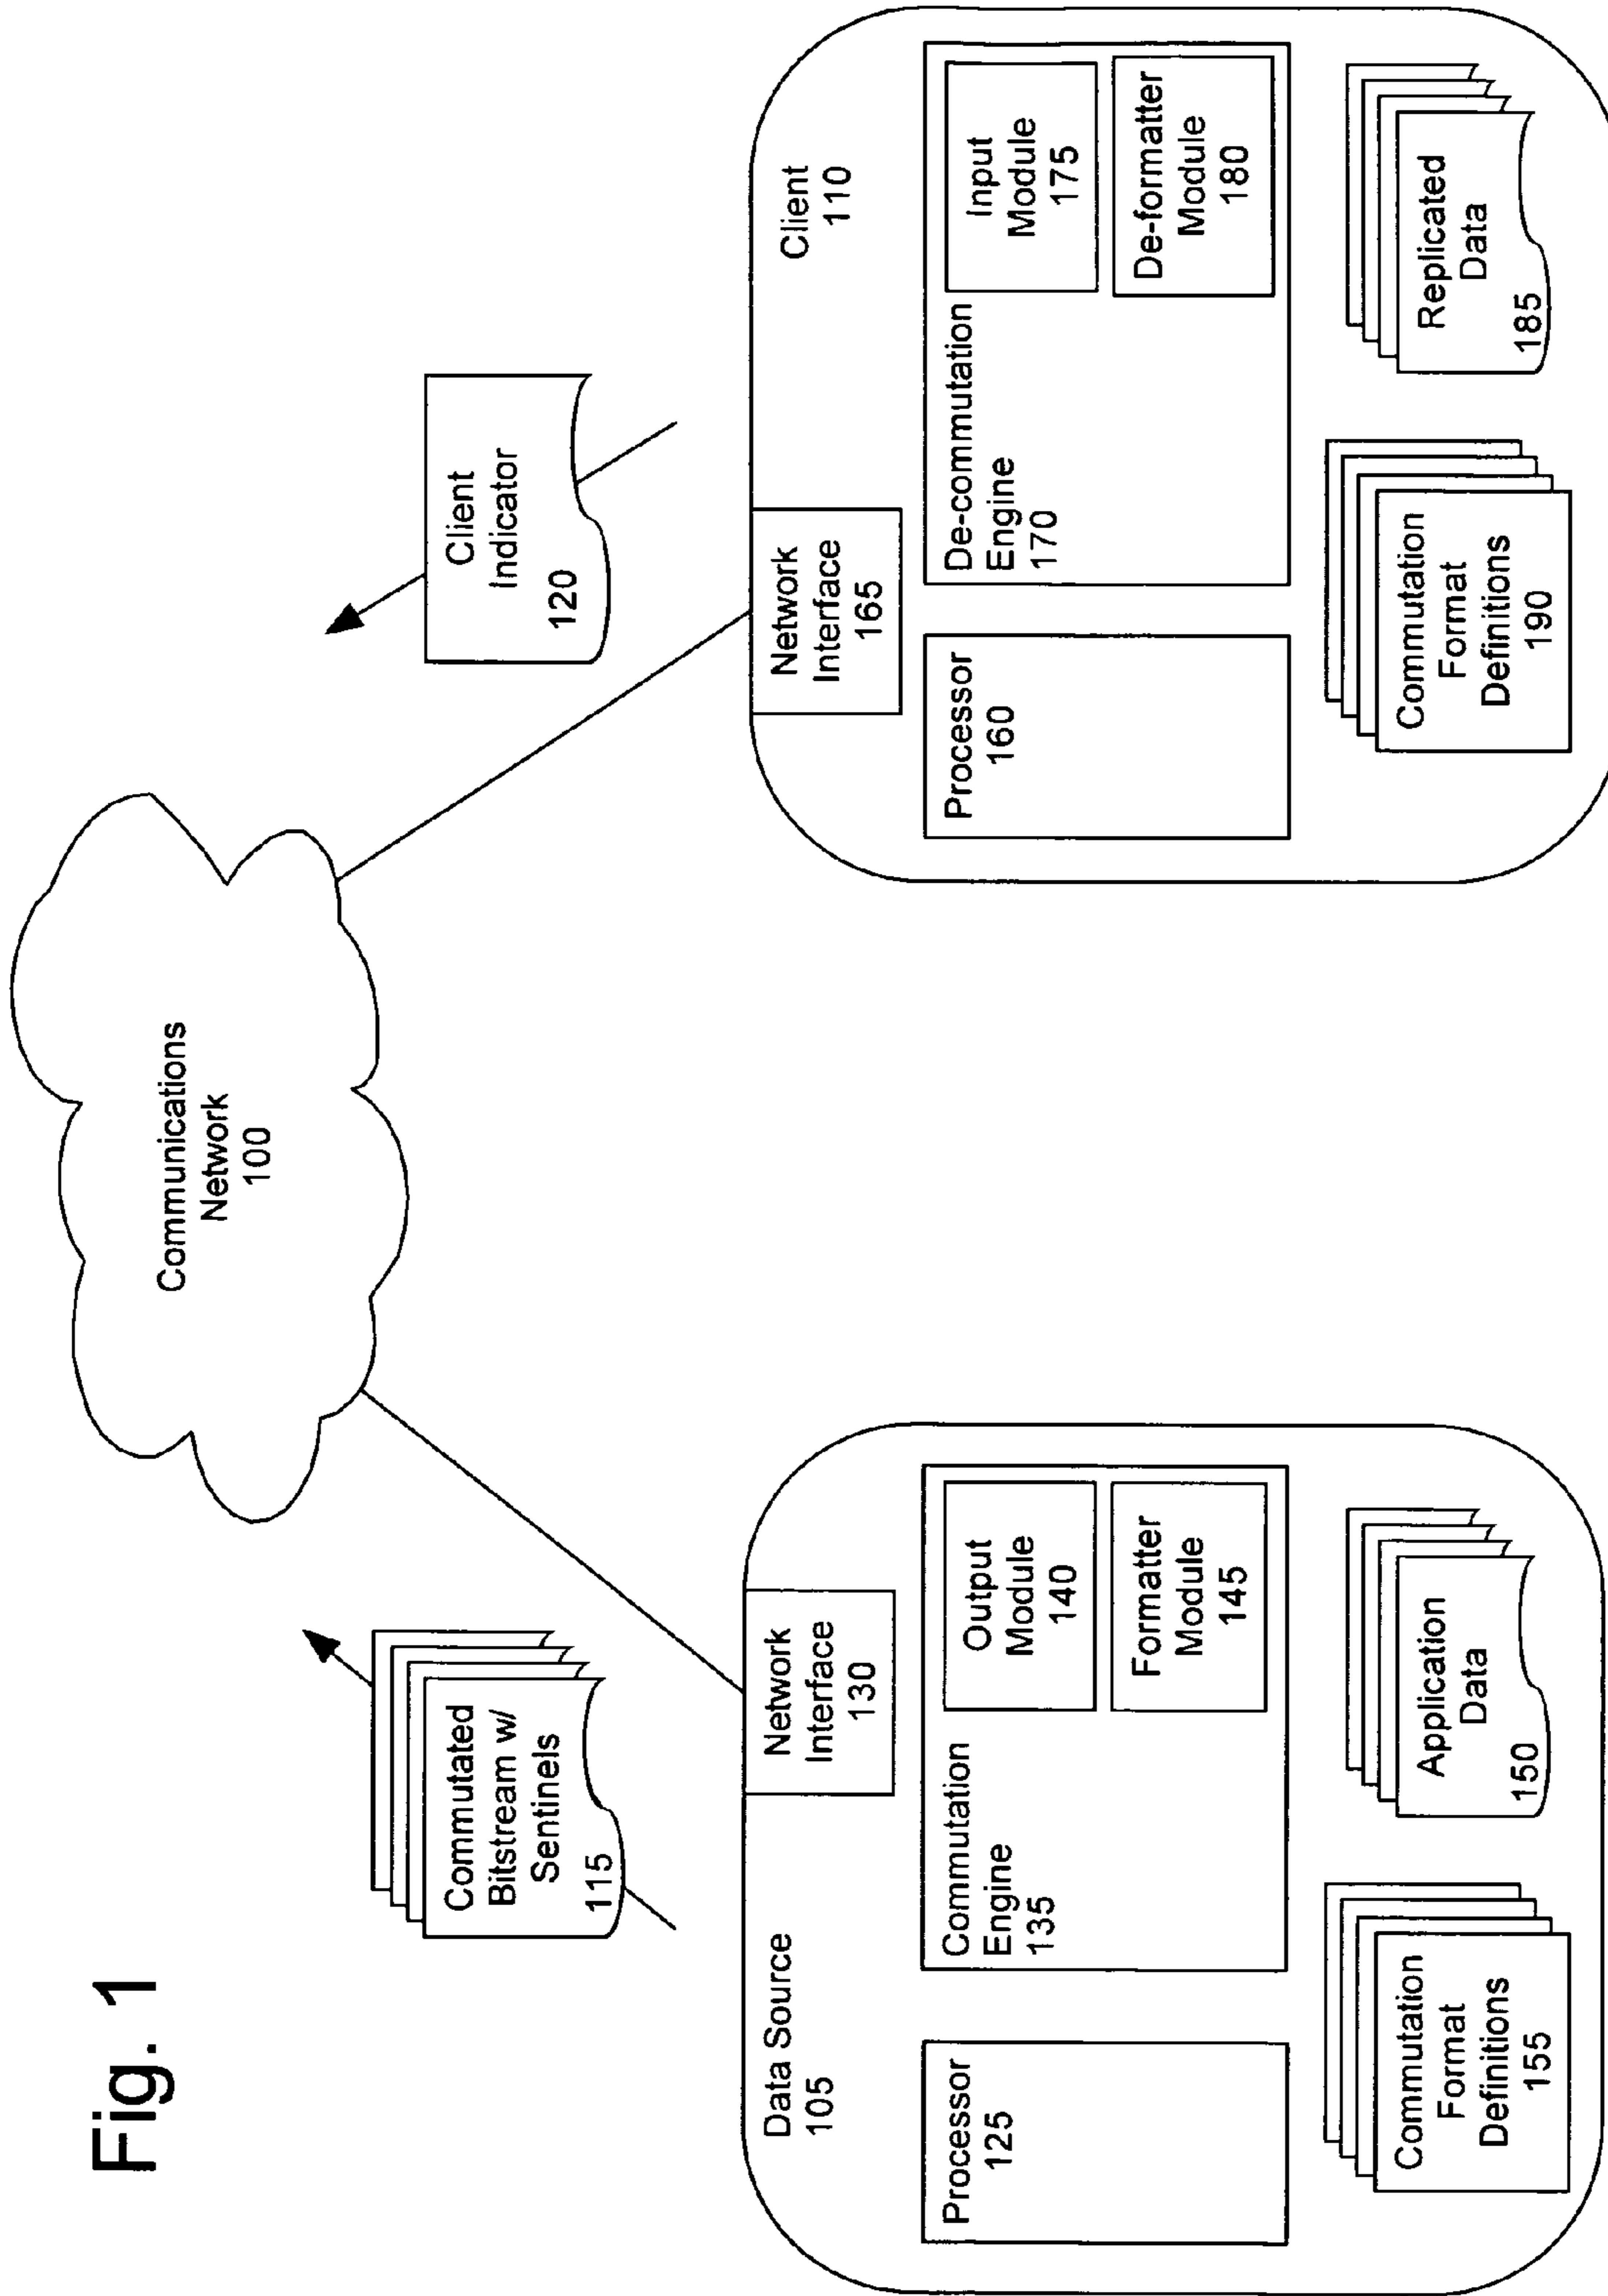 Fig. 1
Communications
Network
100
Commutated
Bitstream w/
Sentinels
115
Client
Indicator
120
Data Source
105
Network
Interface
130
Processor
125
Commutation
Engine
135
Output
Module
140
Formatter
Module
145
Commutation
Format
Definitions
155
Application
Data
150
Client
110
Network
Interface
165
Processor
160
De-commutation
Engine
170
Input
Module
175
De-formatter
Module
180
Commutation
Format
Definitions
190
Replicated
Data
185